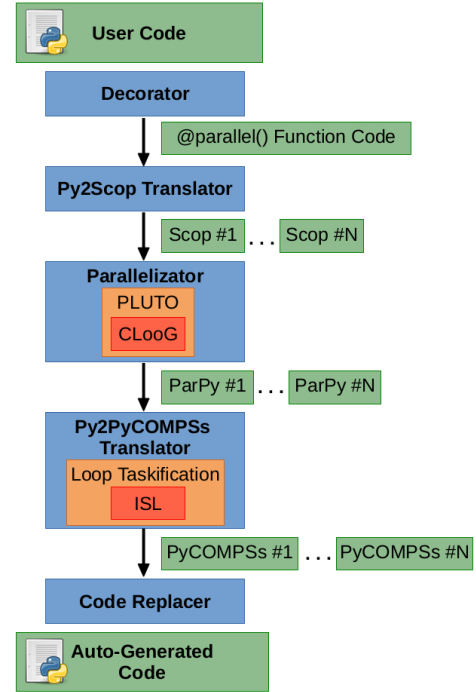 User Code
Decorator
@parallel() Function Code
Py2Scop Translator
Scop #1 ... Scop #N
Parallelizator
PLUTO
CLooG
ParPy #1 ... ParPy #N
Py2PyCOMPSs
Translator
Loop Taskification
ISL
PyCOMPSs #1 ... PyCOMPSs #N
Code Replacer
Auto-Generated
Code